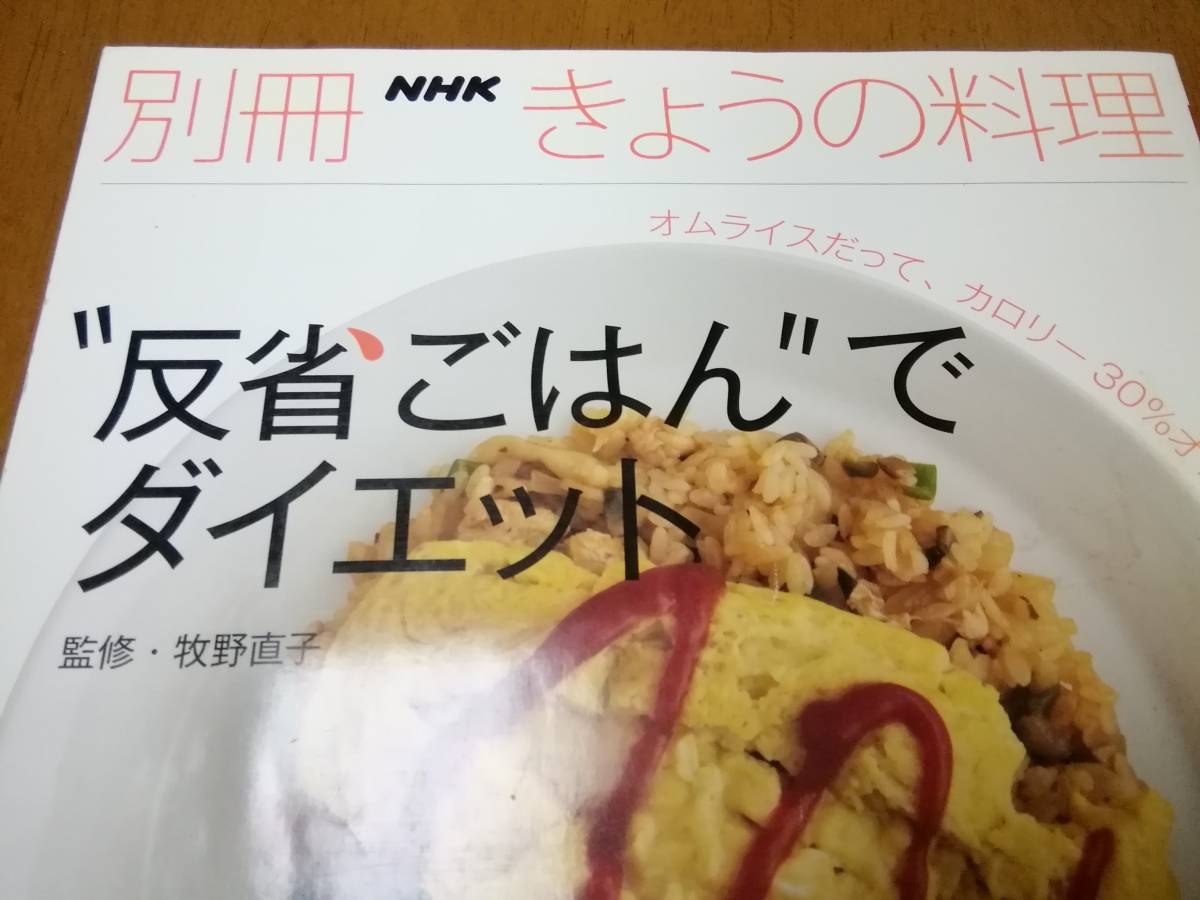 別冊 NHK きょうの料理
オムライスだって、カロリー30%オ
"反省ごはん"で
ダイエット
監修・牧野直子